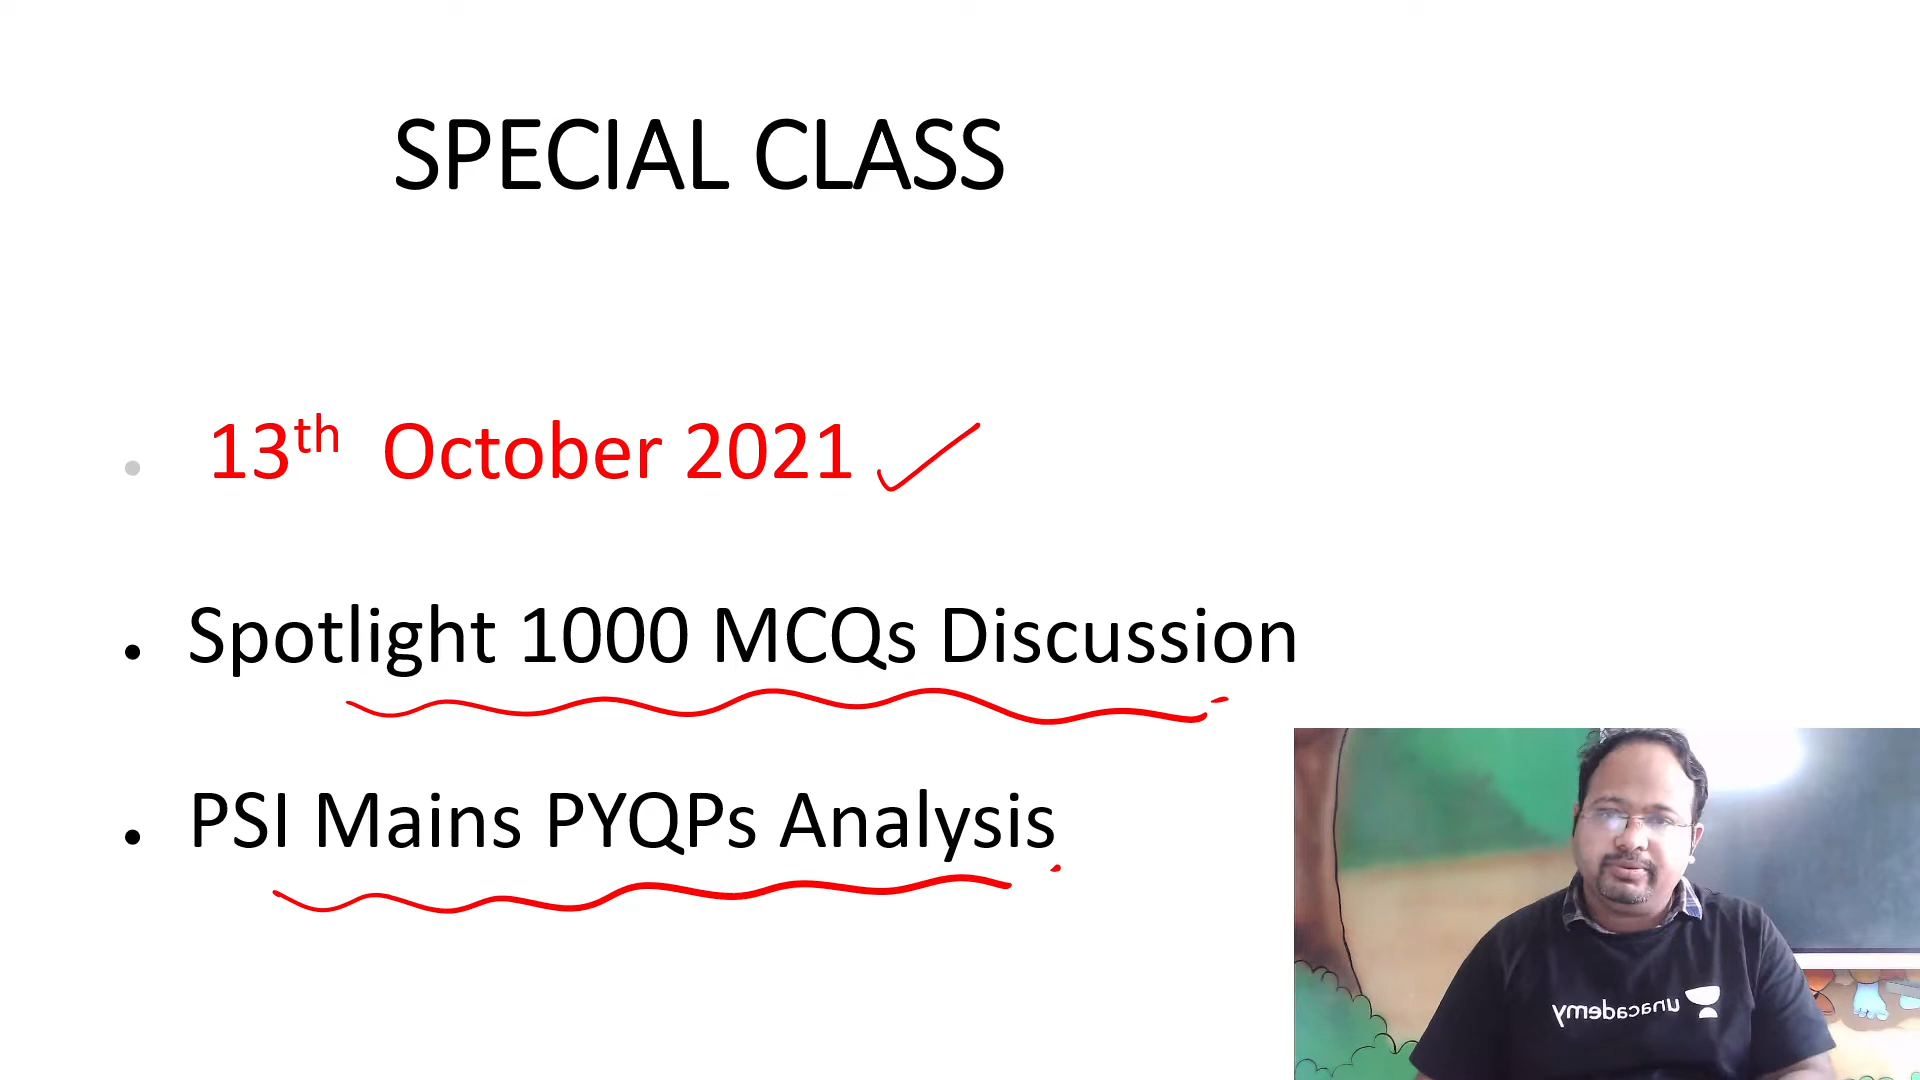 SPECIAL CLASS
13th October 2021
Spotlight 1000 MCQs Discussion
PSI Mains PYQPs Analysis
unacademy